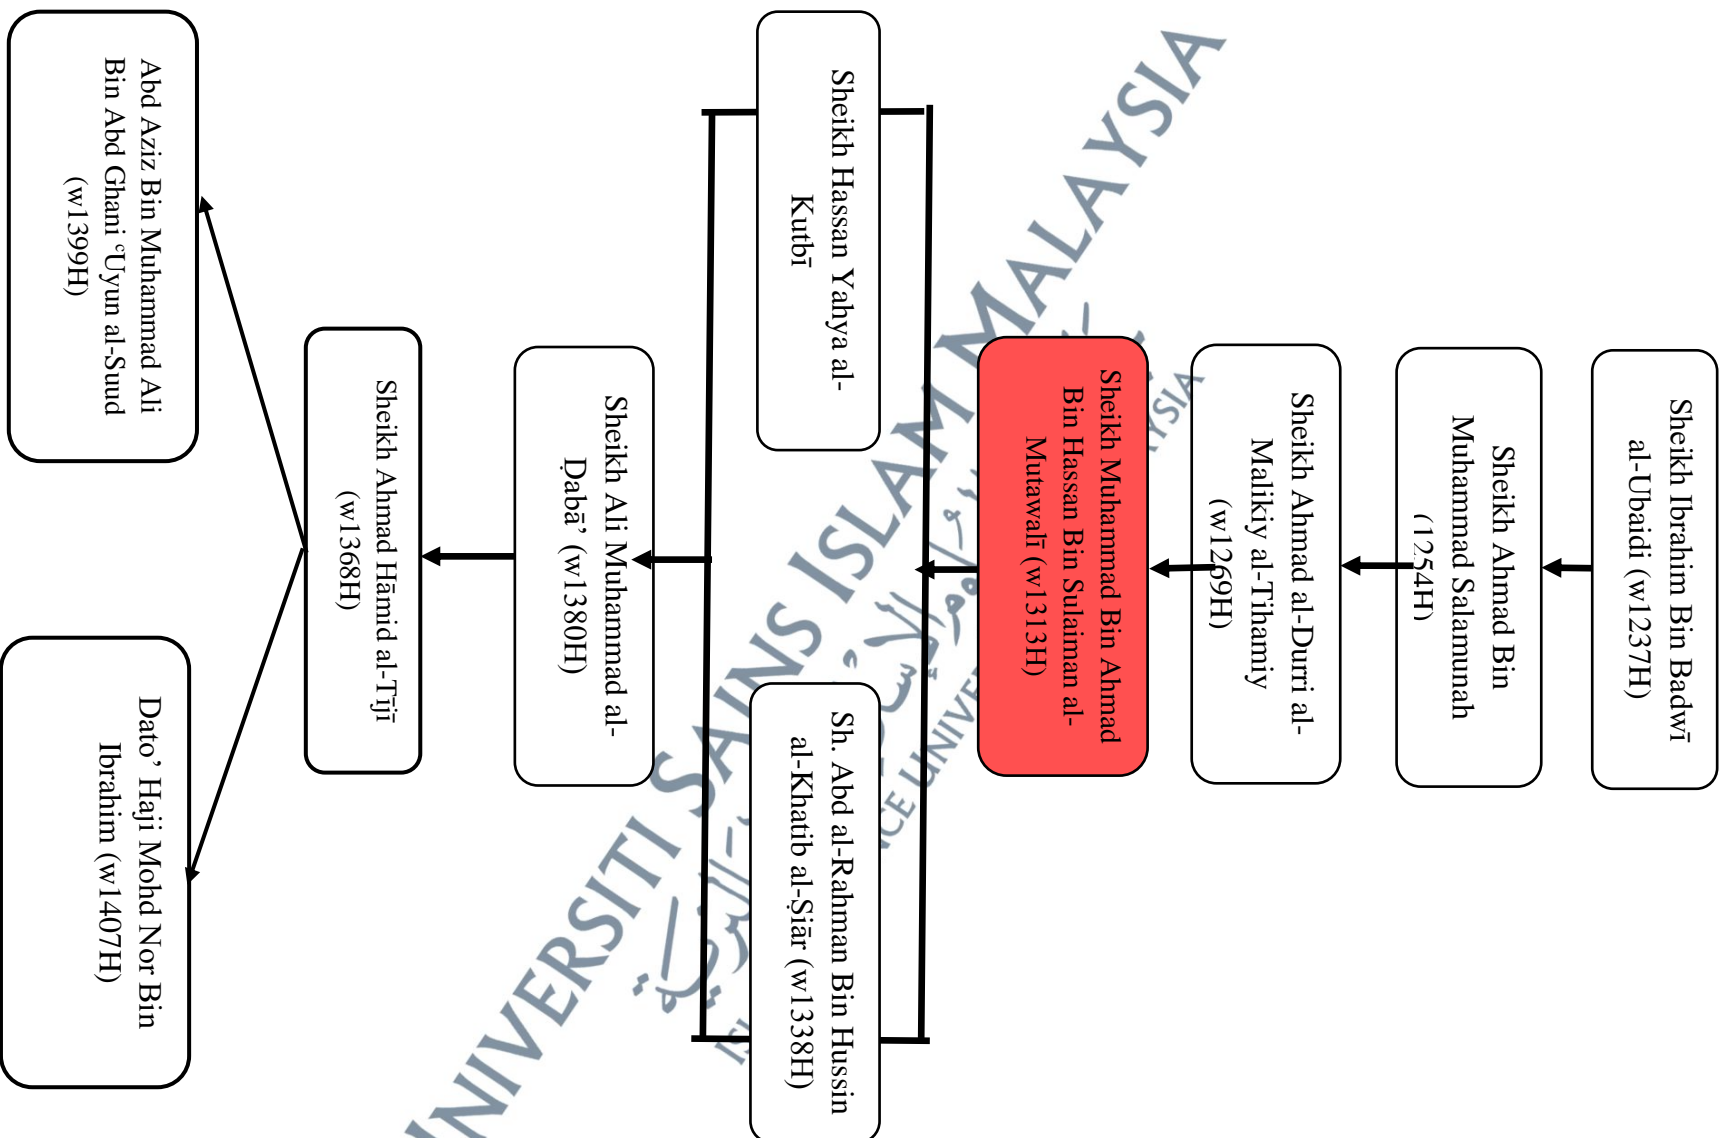 Sheikh Ibrahim Bin Badwī
al-Ubaidi (w1237H)
Sheikh Ahmad Bin
Muhammad Salamunah
(1254H)
Sheikh Ahmad al-Durri al-
Malikiy al-Tihamiy
(w1269H)
Sheikh Muhammad Bin Ahmad
Bin Hassan Bin Sulaiman al-
Mutawalī (w1313H)
Sheikh Hassan Yahya al-
Kutbī
Sh. Abd al-Rahman Bin Hussin
al-Khatib al-Ṣiār (w1338H)
Sheikh Ali Muhammad al-
Ḍabā’ (w1380H)
Sheikh Ahmad Hāmid al-Tījī
(w1368H)
Abd Aziz Bin Muhammad Ali
Bin Abd Ghani ‘Uyun al-Suud
(w1399H)
Dato’ Haji Mohd Nor Bin
Ibrahim (w1407H)
UNIVERSITI SAINS ISLAM MALAYSIA